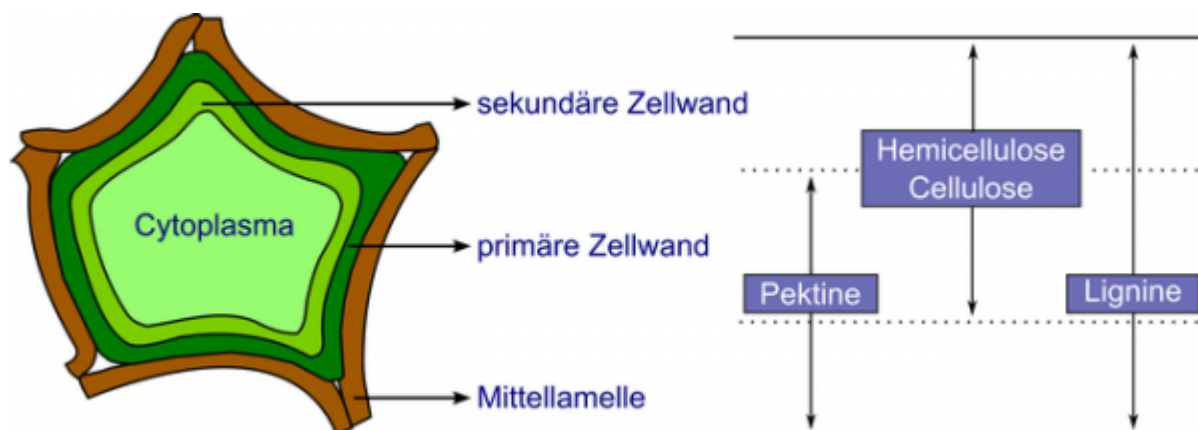 sekundäre Zellwand
Cytoplasma
primäre Zellwand
Mittellamelle
Hemicellulose
Cellulose
Pektine
Lignine